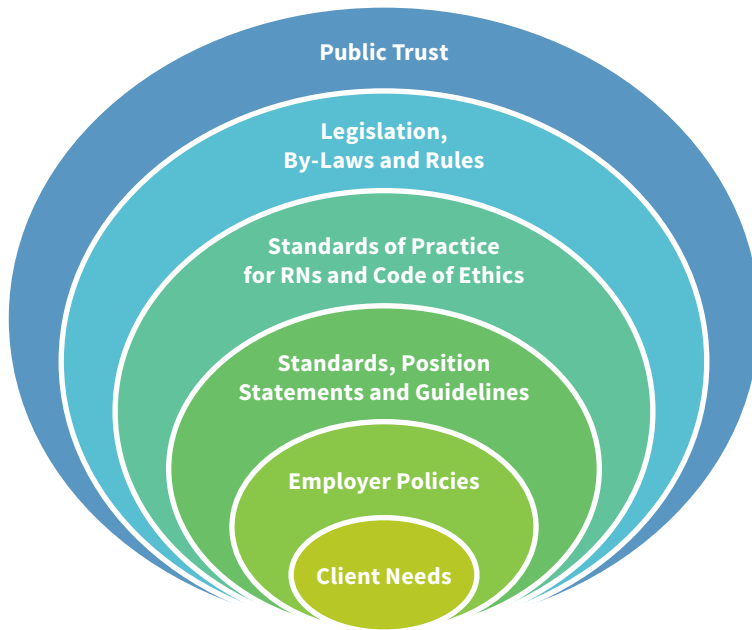 Public Trust
Legislation,
By-Laws and Rules
Standards of Practice
for RNs and Code of Ethics
Standards, Position
Statements and Guidelines
Employer Policies
Client Needs